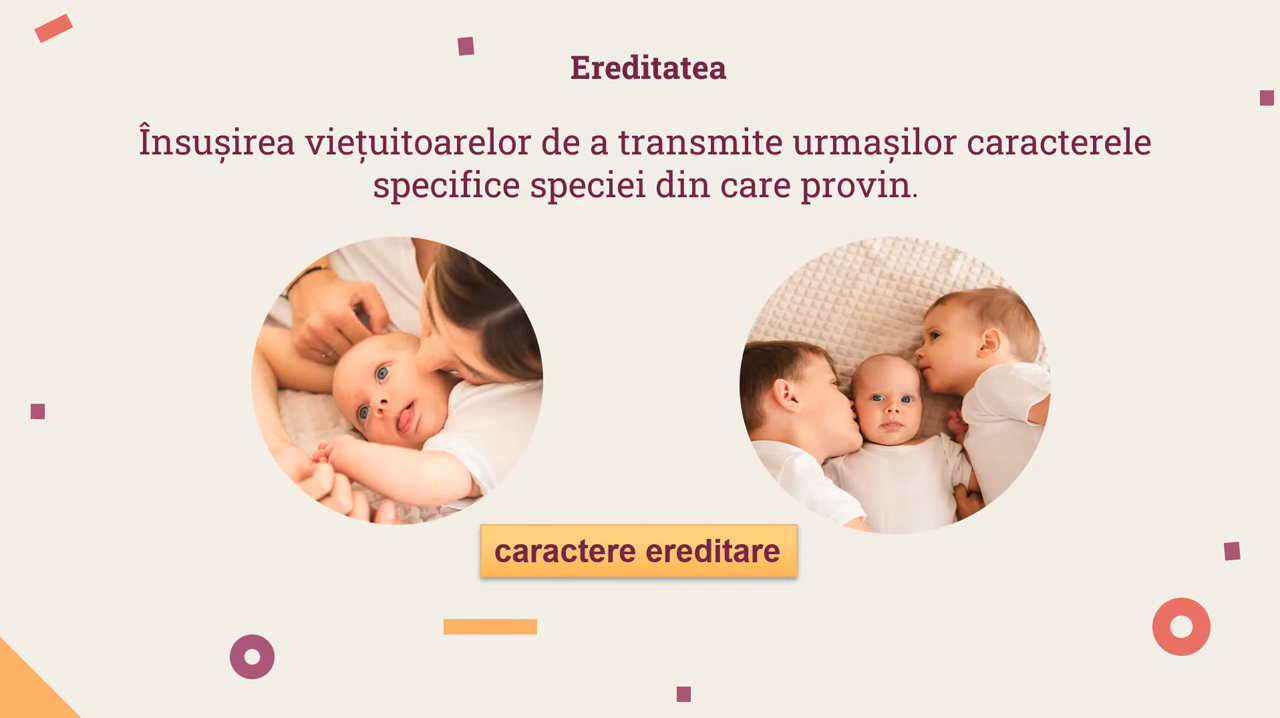 Ereditatea
Însușirea viețuitoarelor de a transmite urmașilor caracterele
specifice speciei din care provin.
caractere ereditare